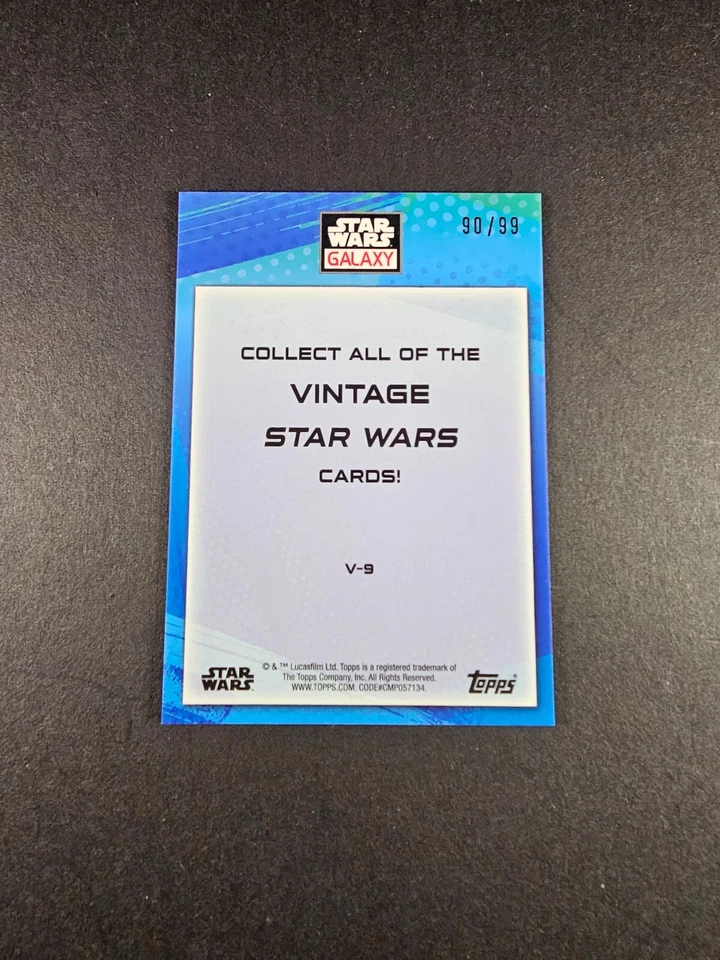 STAR
WARS
GALAXY
90/99
COLLECT ALL OF THE
VINTAGE
STAR WARS
CARDS!
V-9
© & ™ Lucasfilm Ltd. Topps is a registered trademark of
The Topps Company, Inc. All Rights Reserved.
WWW.TOPPS.COM. CODE#CMP057134.
STAR
WARS
topps®